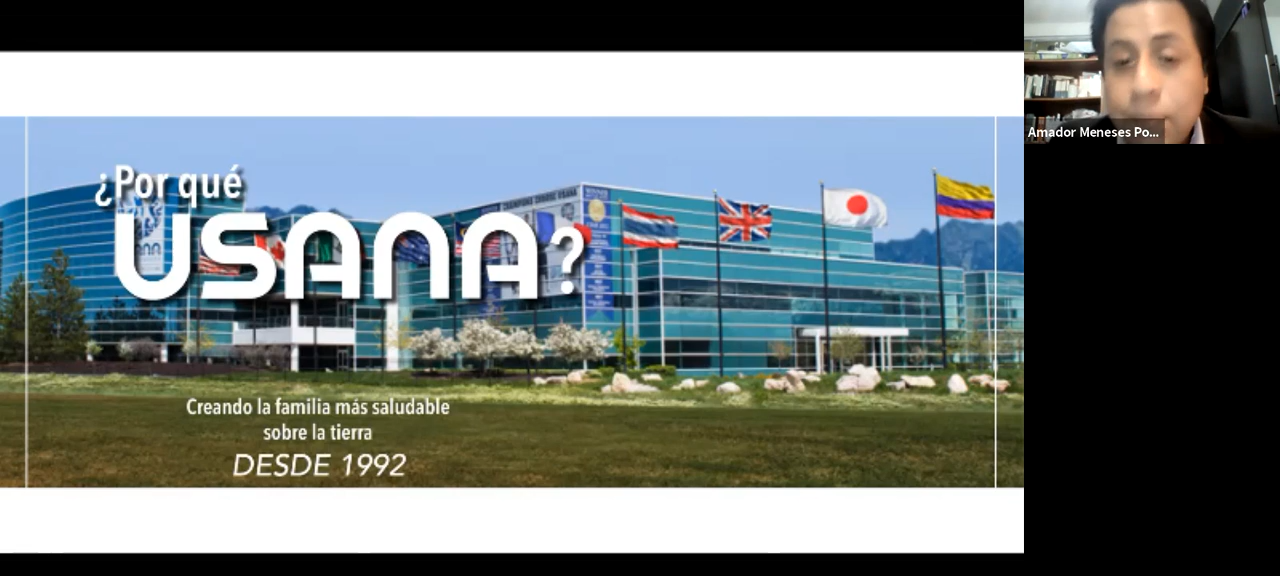 ¿Por qué
USANA?
Creando la familia más saludable
sobre la tierra
DESDE 1992
Amador Meneses Po...